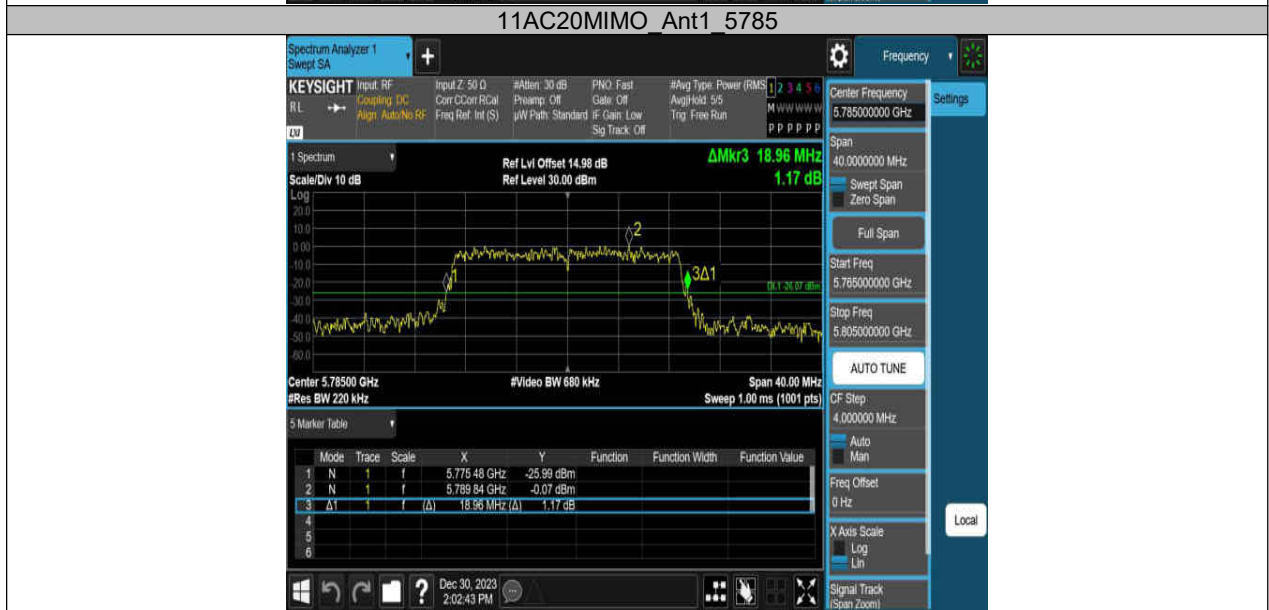 11AC20MIMO_Ant1_5785
Spectrum Analyzer 1
Swept SA
+
Frequency
KEYSIGHT
RL
LXI
Input: RF
Coupling: DC
Align: Auto/No RF
Input Z: 50 Ω
Corr CCorr RCal
Freq Ref: Int (S)
#Atten: 30 dB
Preamp: Off
µW Path: Standard
PNO: Fast
Gate: Off
IF Gain: Low
Sig Track: Off
#Avg Type: Power (RMS
Avg|Hold: 5/5
Trig: Free Run
1 2 3 4 5 6
M W W W W W
P P P P P P
Center Frequency
5.785000000 GHz
Settings
1 Spectrum
Scale/Div 10 dB
Ref Lvl Offset 14.98 dB
Ref Level 30.00 dBm
ΔMkr3 18.96 MHz
1.17 dB
Span
40.0000000 MHz
Swept Span
Zero Span
Full Span
Start Freq
5.765000000 GHz
Stop Freq
5.805000000 GHz
AUTO TUNE
CF Step
4.000000 MHz
Auto
Man
Freq Offset
0 Hz
X Axis Scale
Log
Lin
Signal Track
(Span Zoom)
Local
Log
20.0
10.0
0.00
-10.0
-20.0
-30.0
-40.0
-50.0
-60.0
1
2
3Δ1
DL1 -26.07 dBm
Center 5.78500 GHz
#Res BW 220 kHz
#Video BW 680 kHz
Span 40.00 MHz
Sweep 1.00 ms (1001 pts)
5 Marker Table
Mode Trace Scale X Y Function Function Width Function Value
1 N 1 f 5.775 48 GHz -25.99 dBm
2 N 1 f 5.789 84 GHz -0.07 dBm
3 Δ1 1 f (Δ) 18.96 MHz (Δ) 1.17 dB
4
5
6
?
Dec 30, 2023
2:02:43 PM